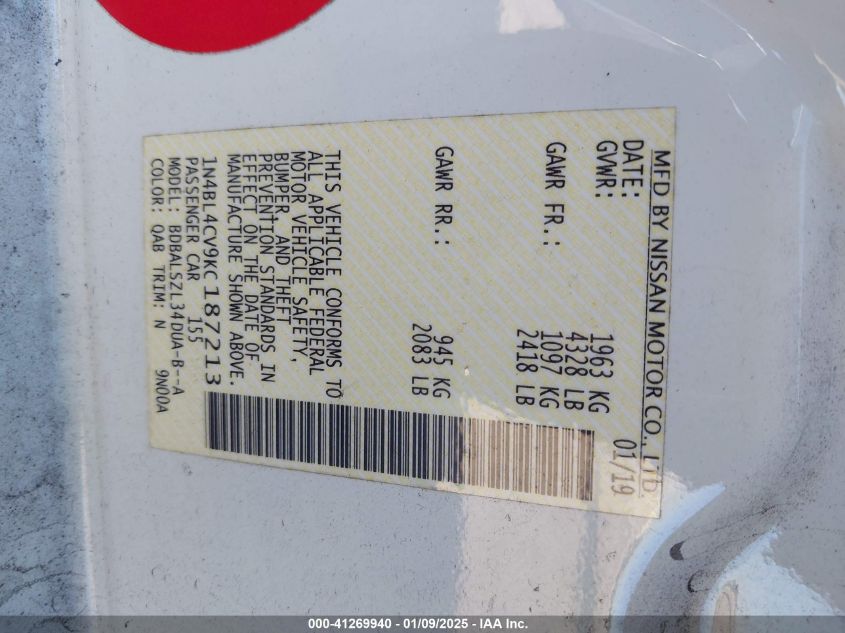 MFD BY NISSAN MOTOR CO., LTD
DATE: 01/19
GVWR: 1963 KG
4328 LB
GAWR FR.: 1097 KG
2418 LB
GAWR RR.: 945 KG
2083 LB
THIS VEHICLE CONFORMS TO
ALL APPLICABLE FEDERAL
MOTOR VEHICLE SAFETY,
BUMPER, AND THEFT
PREVENTION STANDARDS IN
EFFECT ON THE DATE OF
MANUFACTURE SHOWN ABOVE.
1N4BL4CV9KC187213
PASSENGER CAR 155
MODEL: BDBALSZL34DUA-B--A
COLOR: QAB TRIM: N 9N00A
000-41269940 - 01/09/2025 - IAA Inc.